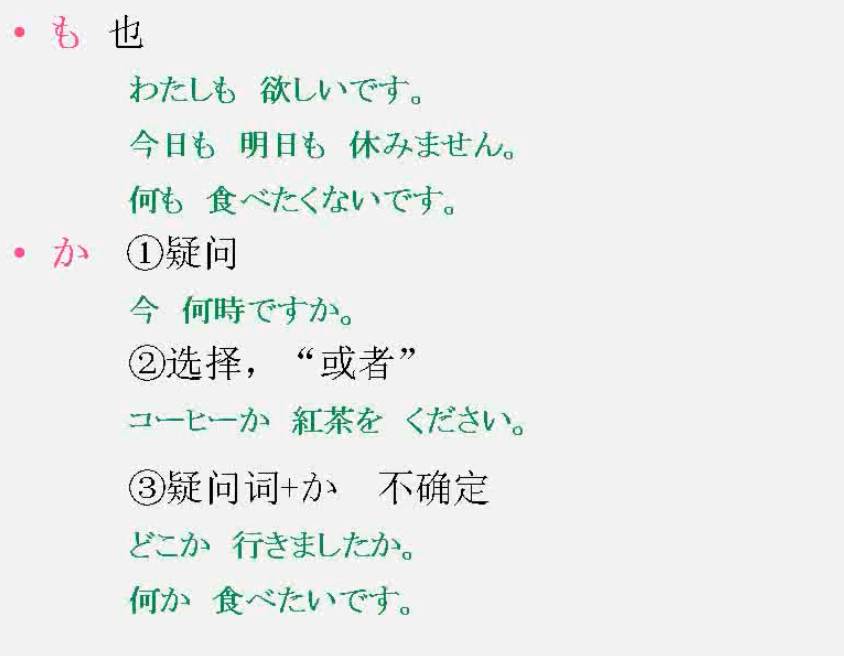 • も 也
わたしも 欲しいです。
今日も 明日も 休みません。
何も 食べたくないです。
• か ①疑问
今 何時ですか。
②选择，“或者”
コーヒーか 紅茶を ください。
③疑问词+か 不确定
どこか 行きましたか。
何か 食べたいです。